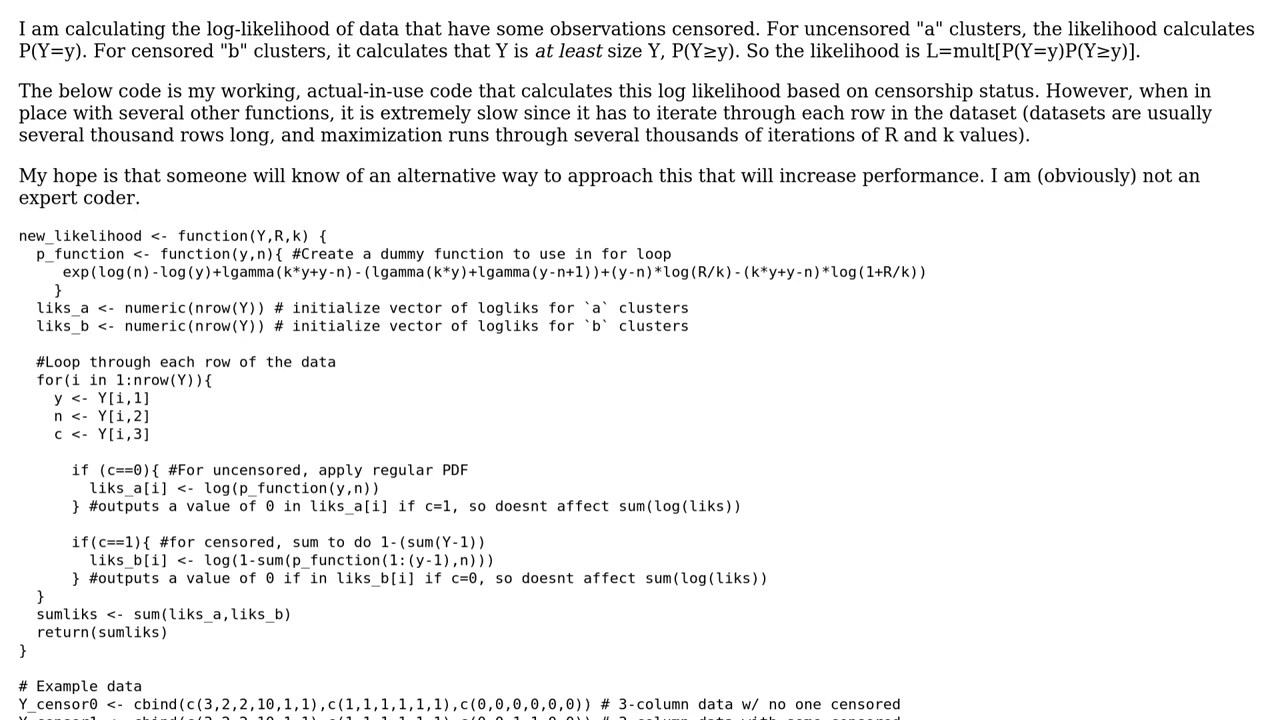 I am calculating the log-likelihood of data that have some observations censored. For uncensored "a" clusters, the likelihood calculates
P(Y=y). For censored "b" clusters, it calculates that Y is at least size Y, P(Y≥y). So the likelihood is L=mult[P(Y=y)P(Y≥y)].
The below code is my working, actual-in-use code that calculates this log likelihood based on censorship status. However, when in
place with several other functions, it is extremely slow since it has to iterate through each row in the dataset (datasets are usually
several thousand rows long, and maximization runs through several thousands of iterations of R and k values).
My hope is that someone will know of an alternative way to approach this that will increase performance. I am (obviously) not an
expert coder.
new_likelihood <- function(Y,R,k) {
  p_function <- function(y,n){ #Create a dummy function to use in for loop
     exp(log(n)-log(y)+lgamma(k*y+y-n)-(lgamma(k*y)+lgamma(y-n+1))+(y-n)*log(R/k)-(k*y+y-n)*log(1+R/k))
    }
  liks_a <- numeric(nrow(Y)) # initialize vector of logliks for `a` clusters
  liks_b <- numeric(nrow(Y)) # initialize vector of logliks for `b` clusters
  #Loop through each row of the data
  for(i in 1:nrow(Y)){
    y <- Y[i,1]
    n <- Y[i,2]
    c <- Y[i,3]
      if (c==0){ #For uncensored, apply regular PDF
        liks_a[i] <- log(p_function(y,n))
      } #outputs a value of 0 in liks_a[i] if c=1, so doesnt affect sum(log(liks))
      if(c==1){ #for censored, sum to do 1-(sum(Y-1))
        liks_b[i] <- log(1-sum(p_function(1:(y-1),n)))
      } #outputs a value of 0 if in liks_b[i] if c=0, so doesnt affect sum(log(liks))
  }
  sumliks <- sum(liks_a,liks_b)
  return(sumliks)
}
# Example data
Y_censor0 <- cbind(c(3,2,2,10,1,1),c(1,1,1,1,1,1),c(0,0,0,0,0,0)) # 3-column data w/ no one censored